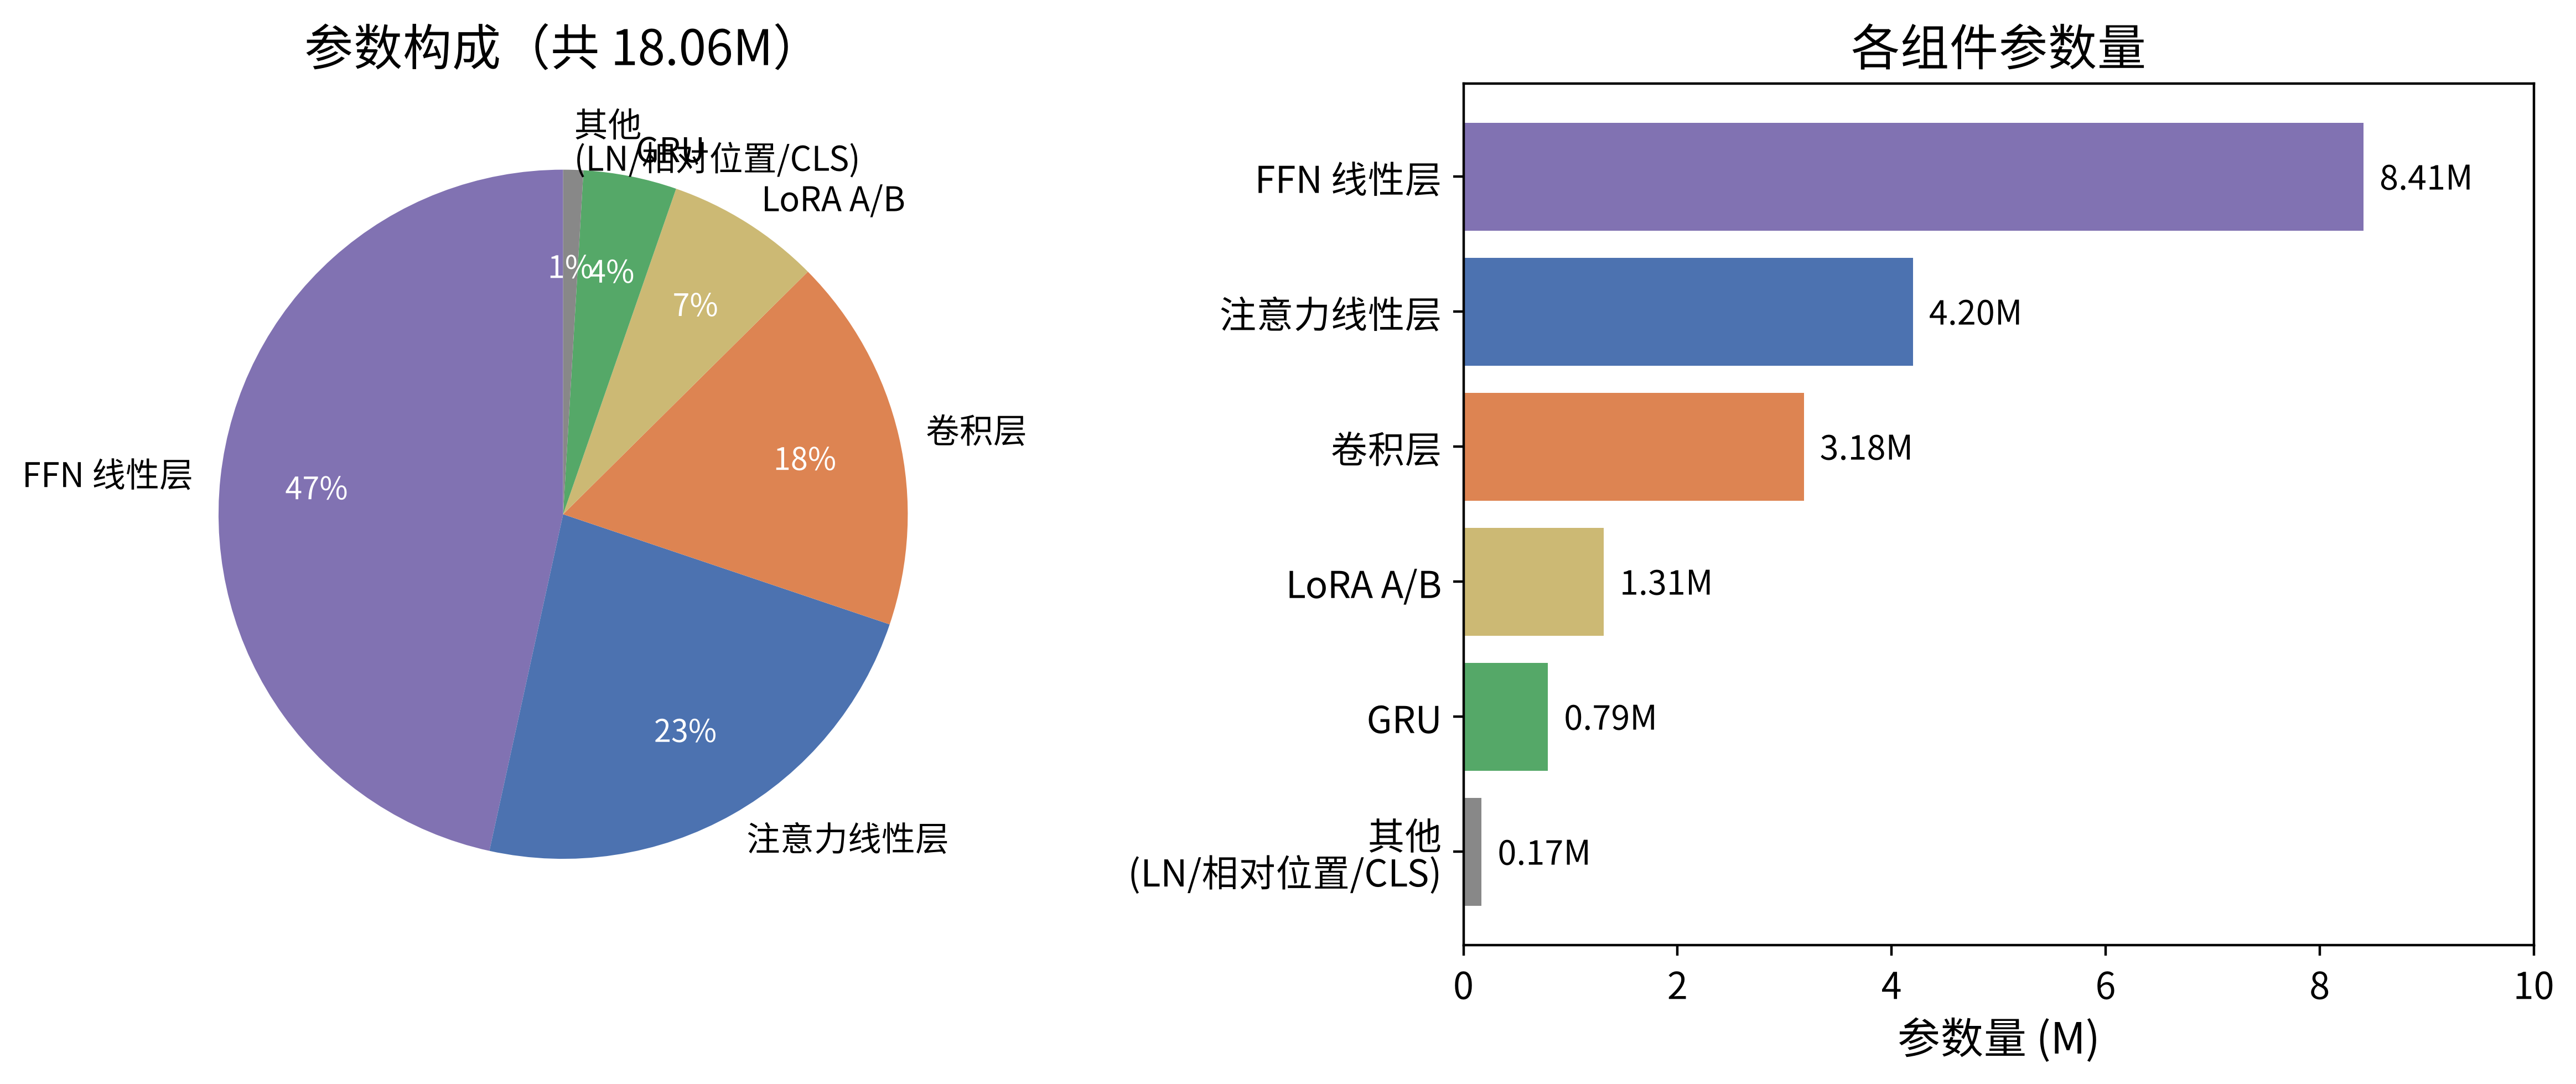 参数构成（共 18.06M）
其他
(LN/相对位置/CLS)
GRU
LoRA A/B
卷积层
注意力线性层
FFN 线性层
1%
4%
7%
18%
23%
47%
各组件参数量
FFN 线性层
8.41M
注意力线性层
4.20M
卷积层
3.18M
LoRA A/B
1.31M
GRU
0.79M
其他
(LN/相对位置/CLS)
0.17M
0 2 4 6 8 10
参数量 (M)